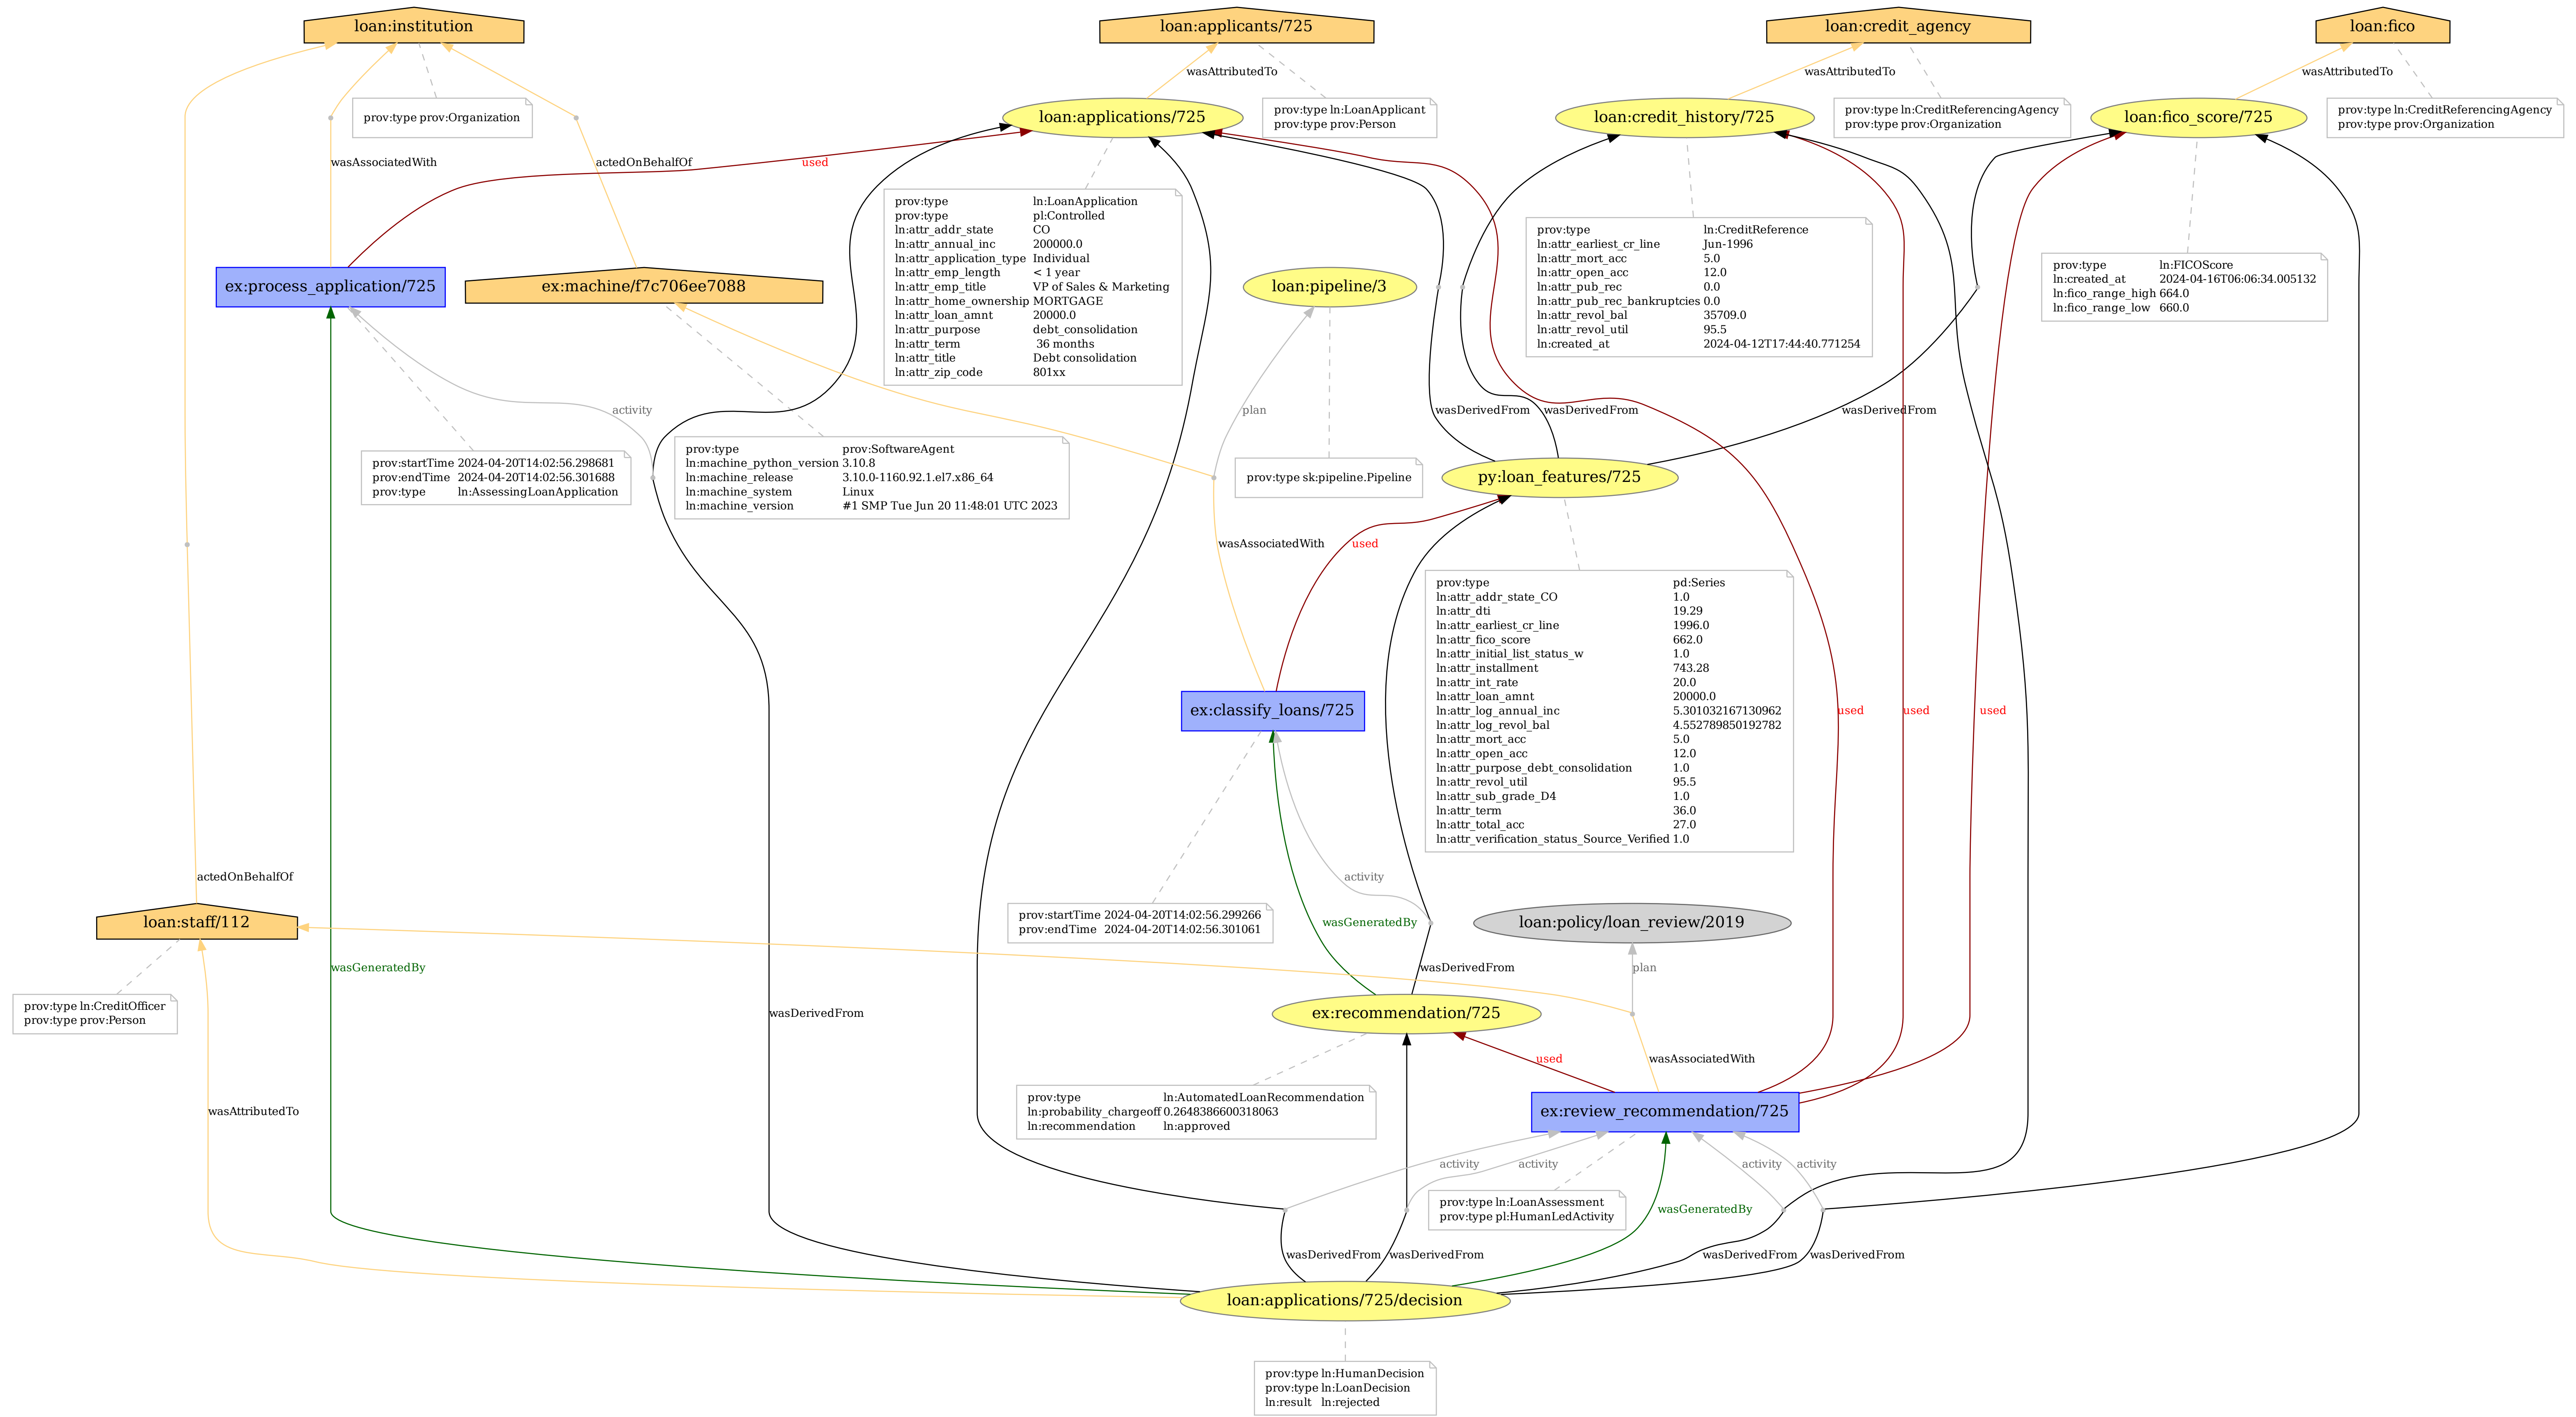 loan:institution
loan:applicants/725
loan:credit_agency
loan:fico
wasAttributedTo
wasAttributedTo
wasAttributedTo
prov:type prov:Organization
loan:applications/725
prov:type ln:LoanApplicant
prov:type prov:Person
loan:credit_history/725
prov:type ln:CreditReferencingAgency
prov:type prov:Organization
loan:fico_score/725
prov:type ln:CreditReferencingAgency
prov:type prov:Organization
wasAssociatedWith
actedOnBehalfOf
used
ex:process_application/725
ex:machine/f7c706ee7088
prov:type ln:LoanApplication
prov:type pl:Controlled
ln:attr_addr_state CO
ln:attr_annual_inc 200000.0
ln:attr_application_type Individual
ln:attr_emp_length < 1 year
ln:attr_emp_title VP of Sales & Marketing
ln:attr_home_ownership MORTGAGE
ln:attr_loan_amnt 20000.0
ln:attr_purpose debt_consolidation
ln:attr_term 36 months
ln:attr_title Debt consolidation
ln:attr_zip_code 801xx
loan:pipeline/3
prov:type ln:CreditReference
ln:attr_earliest_cr_line Jun-1996
ln:attr_mort_acc 5.0
ln:attr_open_acc 12.0
ln:attr_pub_rec 0.0
ln:attr_pub_rec_bankruptcies 0.0
ln:attr_revol_bal 35709.0
ln:attr_revol_util 95.5
ln:created_at 2024-04-12T17:44:40.771254
prov:type ln:FICOScore
ln:created_at 2024-04-16T06:06:34.005132
ln:fico_range_high 664.0
ln:fico_range_low 660.0
activity
plan
wasDerivedFrom
wasDerivedFrom
wasDerivedFrom
prov:startTime 2024-04-20T14:02:56.298681
prov:endTime 2024-04-20T14:02:56.301688
prov:type ln:AssessingLoanApplication
prov:type prov:SoftwareAgent
ln:machine_python_version 3.10.8
ln:machine_release 3.10.0-1160.92.1.el7.x86_64
ln:machine_system Linux
ln:machine_version #1 SMP Tue Jun 20 11:48:01 UTC 2023
prov:type sk:pipeline.Pipeline
py:loan_features/725
wasAssociatedWith
used
prov:type pd:Series
ln:attr_addr_state_CO 1.0
ln:attr_dti 19.29
ln:attr_earliest_cr_line 1996.0
ln:attr_fico_score 662.0
ln:attr_initial_list_status_w 1.0
ln:attr_installment 743.28
ln:attr_int_rate 20.0
ln:attr_loan_amnt 20000.0
ln:attr_log_annual_inc 5.301032167130962
ln:attr_log_revol_bal 4.552789850192782
ln:attr_mort_acc 5.0
ln:attr_open_acc 12.0
ln:attr_purpose_debt_consolidation 1.0
ln:attr_revol_util 95.5
ln:attr_sub_grade_D4 1.0
ln:attr_term 36.0
ln:attr_total_acc 27.0
ln:attr_verification_status_Source_Verified 1.0
ex:classify_loans/725
used
used
used
actedOnBehalfOf
activity
loan:staff/112
prov:startTime 2024-04-20T14:02:56.299266
prov:endTime 2024-04-20T14:02:56.301061
wasGeneratedBy
loan:policy/loan_review/2019
wasGeneratedBy
wasDerivedFrom
plan
prov:type ln:CreditOfficer
prov:type prov:Person
wasDerivedFrom
ex:recommendation/725
used
wasAssociatedWith
wasAttributedTo
prov:type ln:AutomatedLoanRecommendation
ln:probability_chargeoff 0.2648386600318063
ln:recommendation ln:approved
ex:review_recommendation/725
activity
activity
activity
activity
prov:type ln:LoanAssessment
prov:type pl:HumanLedActivity
wasGeneratedBy
wasDerivedFrom
wasDerivedFrom
wasDerivedFrom
wasDerivedFrom
loan:applications/725/decision
prov:type ln:HumanDecision
prov:type ln:LoanDecision
ln:result ln:rejected